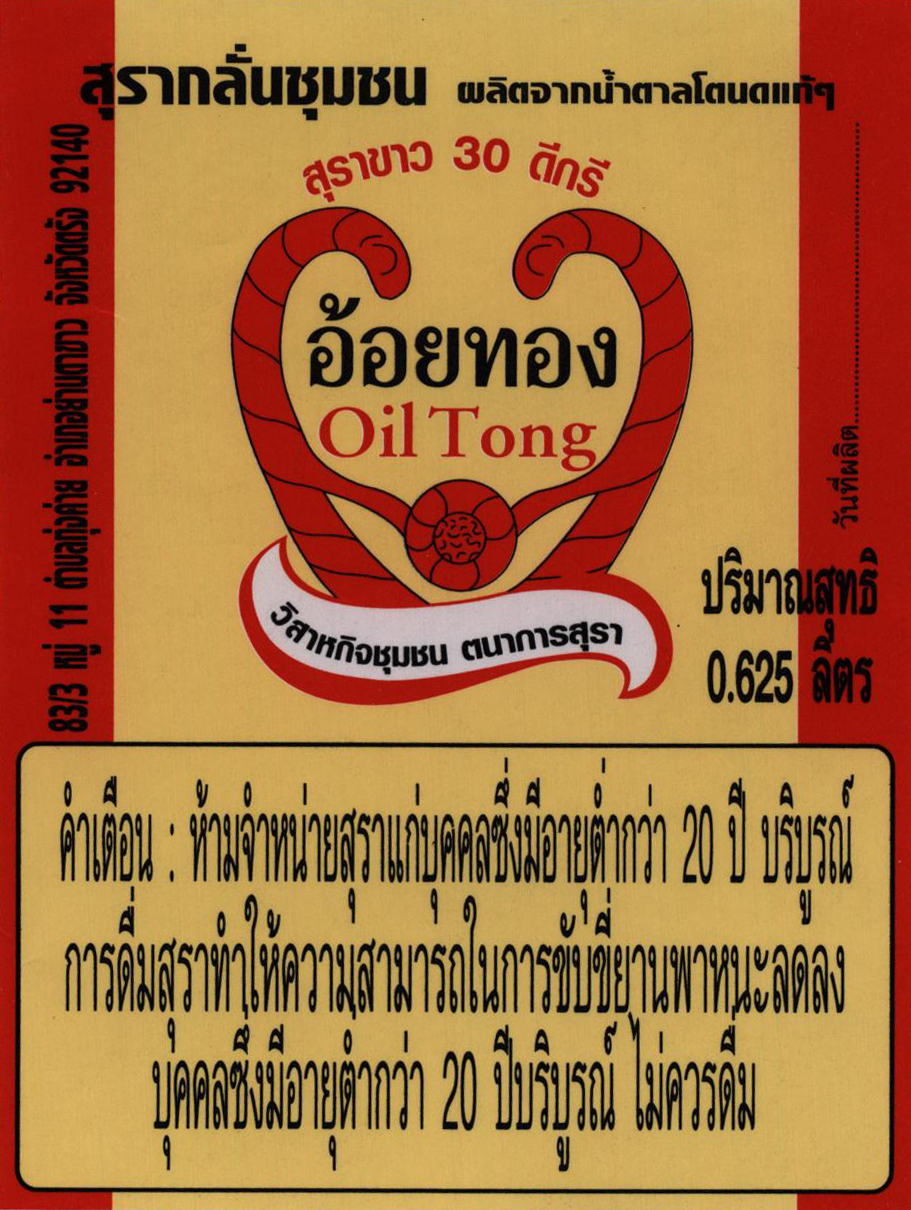 สุรากลั่นชุมชน ผลิตจากน้ำตาลโตนดแท้ๆ
สุราขาว 30 ดีกรี
อ้อยทอง
Oil Tong
วิสาหกิจชุมชน ตนาการสุรา
83/3 หมู่ 11 ตำบลทุ่งค่าย อำเภอย่านตาขาว จังหวัดตรัง 92140
วันที่ผลิต
ปริมาณสุทธิ
0.625 ลิตร
คำเตือน : ห้ามจำหน่ายสุราแก่บุคคลซึ่งมีอายุต่ำกว่า 20 ปี บริบูรณ์
การดื่มสุราทำให้ความสามารถในการขับขี่ยานพาหนะลดลง
บุคคลซึ่งมีอายุต่ำกว่า 20 ปีบริบูรณ์ ไม่ควรดื่ม